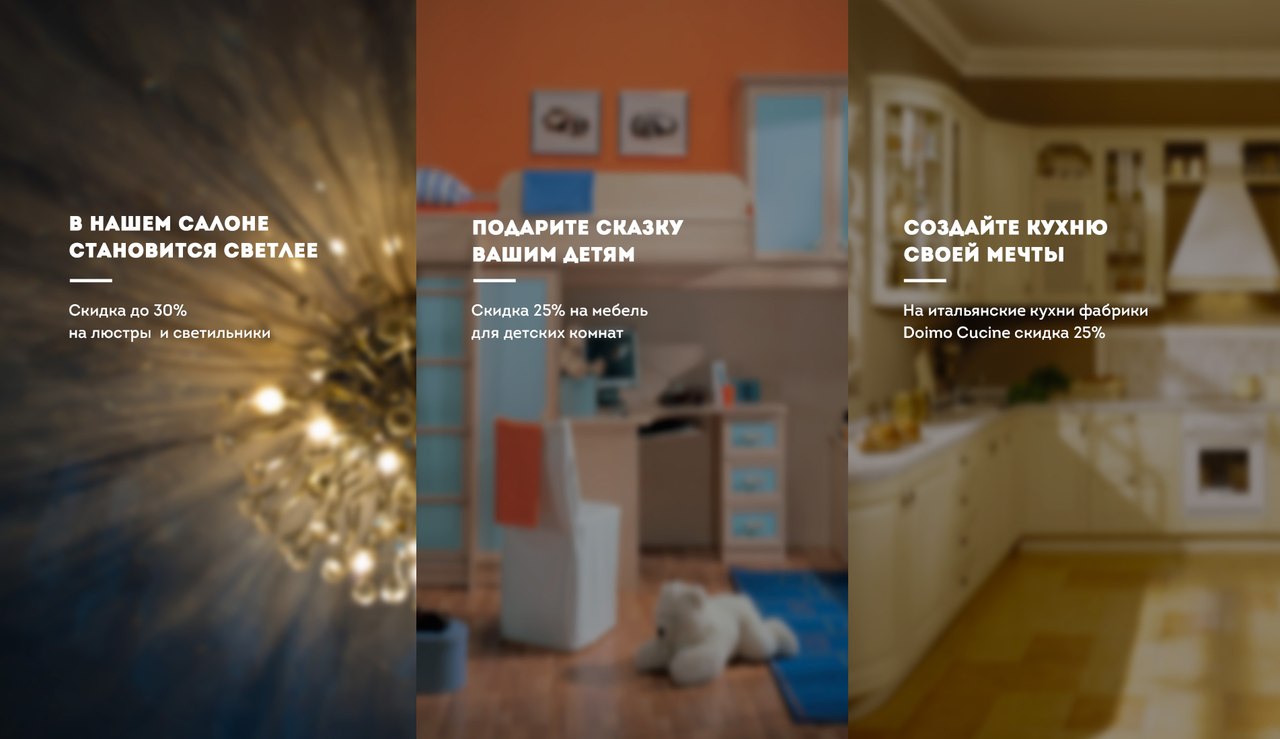 В НАШЕМ САЛОНЕ
СТАНОВИТСЯ СВЕТЛЕЕ
Скидка до 30%
на люстры и светильники
ПОДАРИТЕ СКАЗКУ
ВАШИМ ДЕТЯМ
Скидка 25% на мебель
для детских комнат
СОЗДАЙТЕ КУХНЮ
СВОЕЙ МЕЧТЫ
На итальянские кухни фабрики
Doimo Cucine скидка 25%